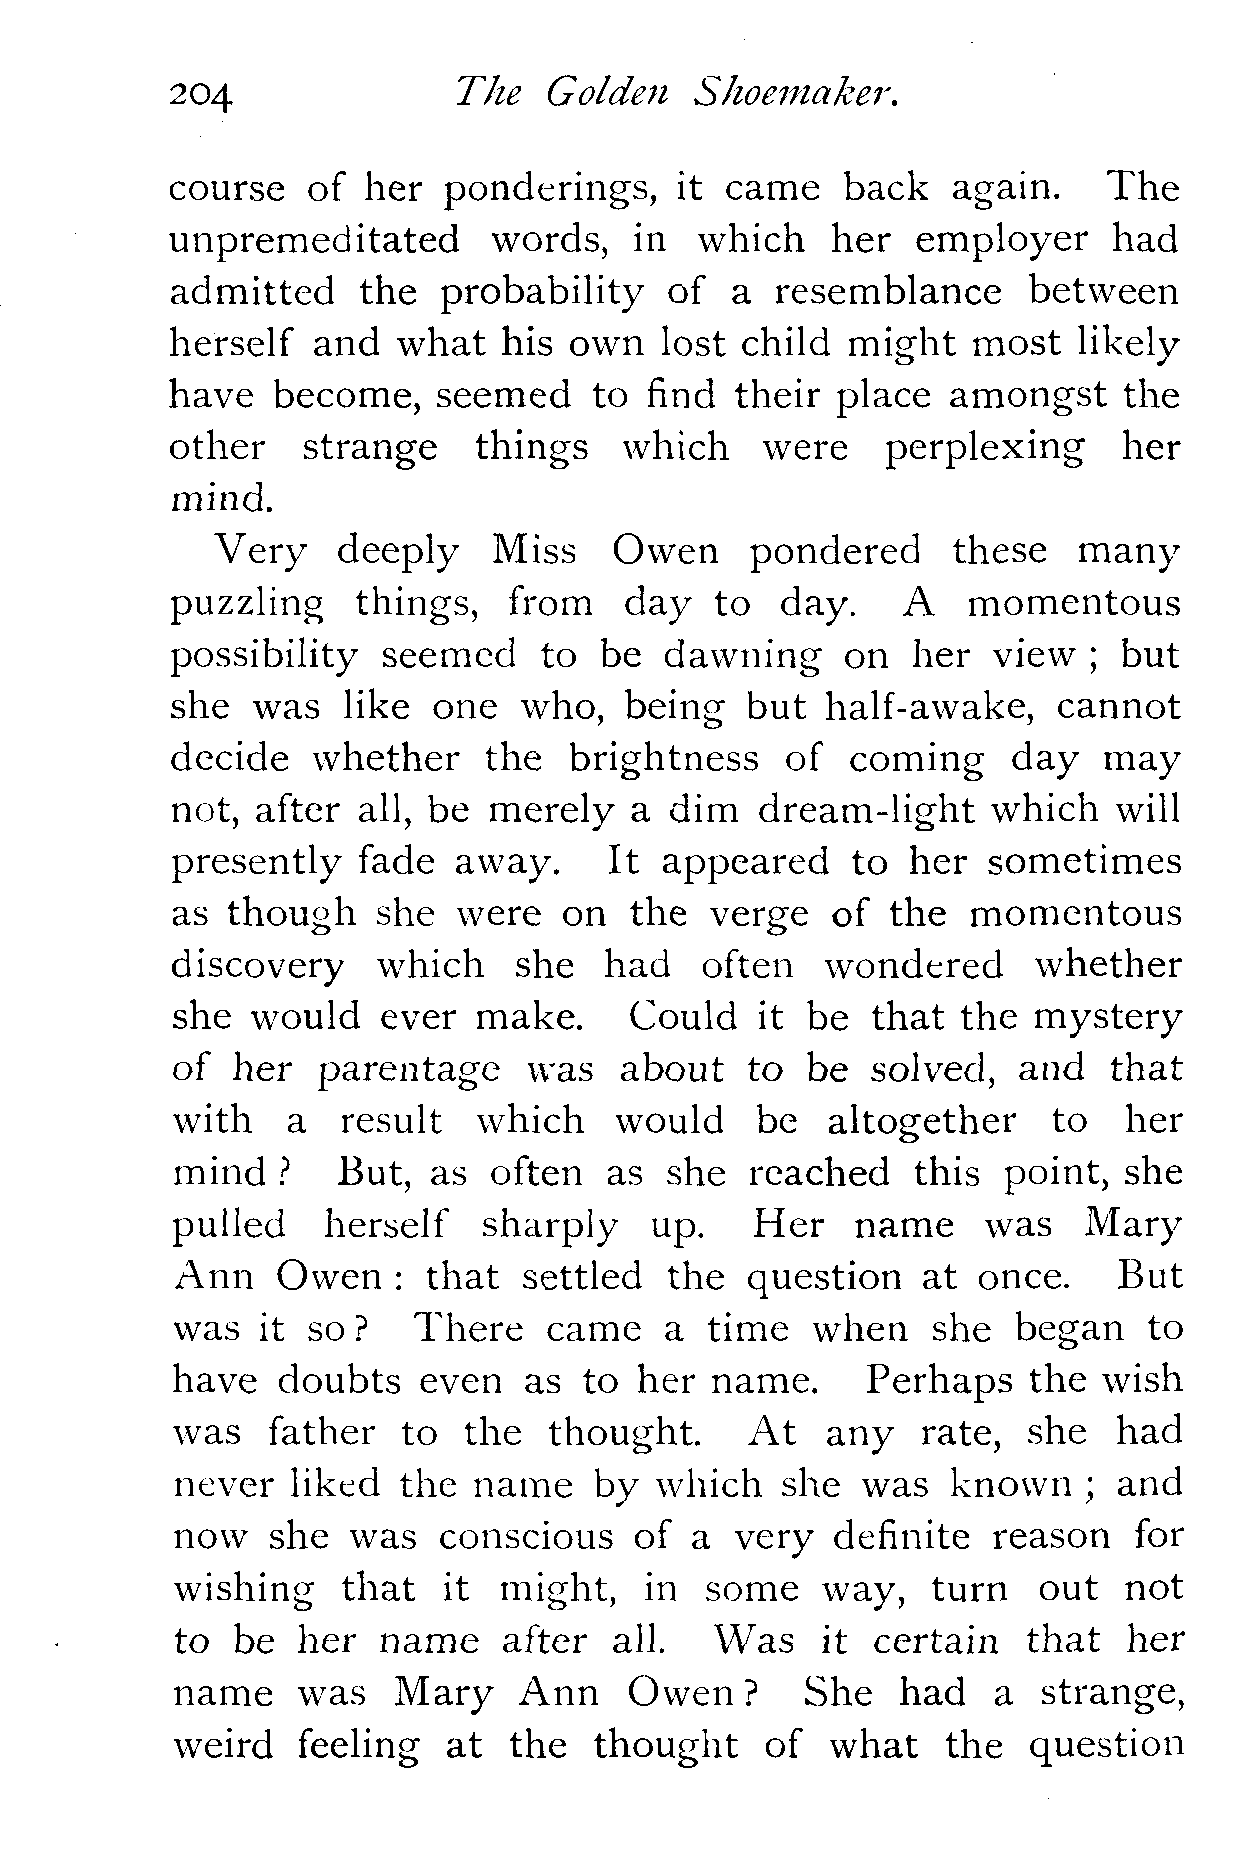 204 The Golden Shoemaker.
course of her ponderings, it came back again. The
unpremeditated words, in which her employer had
admitted the probability of a resemblance between
herself and what his own lost child might most likely
have become, seemed to find their place amongst the
other strange things which were perplexing her
mind.
Very deeply Miss Owen pondered these many
puzzling things, from day to day. A momentous
possibility seemed to be dawning on her view ; but
she was like one who, being but half-awake, cannot
decide whether the brightness of coming day may
not, after all, be merely a dim dream-light which will
presently fade away. It appeared to her sometimes
as though she were on the verge of the momentous
discovery which she had often wondered whether
she would ever make. Could it be that the mystery
of her parentage was about to be solved, and that
with a result which would be altogether to her
mind ? But, as often as she reached this point, she
pulled herself sharply up. Her name was Mary
Ann Owen : that settled the question at once. But
was it so ? There came a time when she began to
have doubts even as to her name. Perhaps the wish
was father to the thought. At any rate, she had
never liked the name by which she was known ; and
now she was conscious of a very definite reason for
wishing that it might, in some way, turn out not
to be her name after all. Was it certain that her
name was Mary Ann Owen ? She had a strange,
weird feeling at the thought of what the question